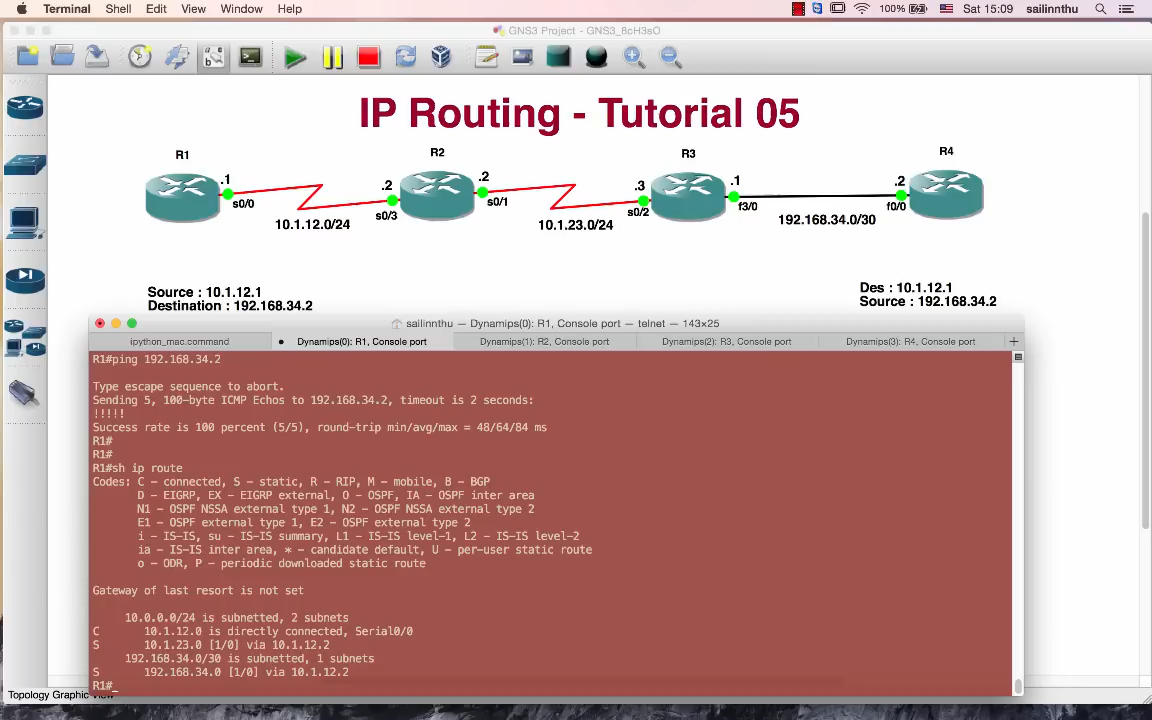 Terminal Shell Edit View Window Help 100% Sat 15:09 sailinnthu
GNS3 Project - GNS3_8cH3sO
IP Routing - Tutorial 05
R1 R2 R3 R4
.1 .2 .2 .3 .1 .2
s0/0 s0/3 s0/1 s0/2 f3/0 f0/0
10.1.12.0/24 10.1.23.0/24 192.168.34.0/30
Source : 10.1.12.1
Destination : 192.168.34.2
Des : 10.1.12.1
Source : 192.168.34.2
sailinnthu — Dynamips(0): R1, Console port — telnet — 143×25
ipython_mac.command Dynamips(0): R1, Console port Dynamips(1): R2, Console port Dynamips(2): R3, Console port Dynamips(3): R4, Console port
R1#ping 192.168.34.2
Type escape sequence to abort.
Sending 5, 100-byte ICMP Echos to 192.168.34.2, timeout is 2 seconds:
!!!!!
Success rate is 100 percent (5/5), round-trip min/avg/max = 48/64/84 ms
R1#
R1#
R1#sh ip route
Codes: C - connected, S - static, R - RIP, M - mobile, B - BGP
D - EIGRP, EX - EIGRP external, O - OSPF, IA - OSPF inter area
N1 - OSPF NSSA external type 1, N2 - OSPF NSSA external type 2
E1 - OSPF external type 1, E2 - OSPF external type 2
i - IS-IS, su - IS-IS summary, L1 - IS-IS level-1, L2 - IS-IS level-2
ia - IS-IS inter area, * - candidate default, U - per-user static route
o - ODR, P - periodic downloaded static route
Gateway of last resort is not set
10.0.0.0/24 is subnetted, 2 subnets
C 10.1.12.0 is directly connected, Serial0/0
S 10.1.23.0 [1/0] via 10.1.12.2
192.168.34.0/30 is subnetted, 1 subnets
S 192.168.34.0 [1/0] via 10.1.12.2
R1#
Topology Graphic View